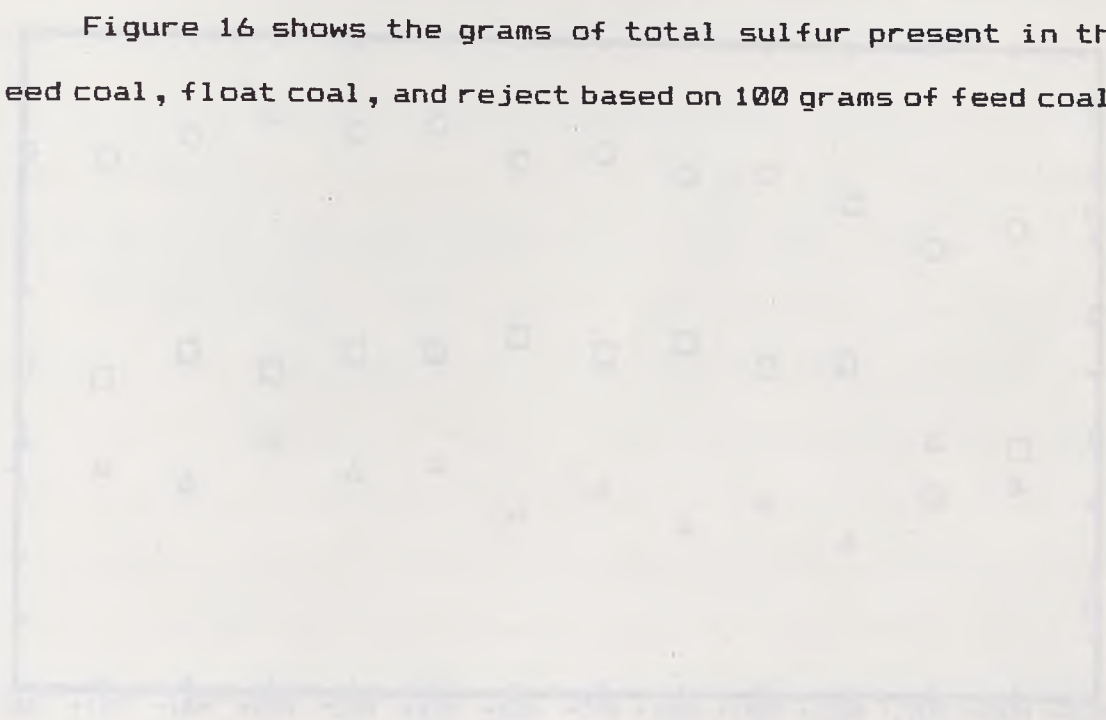 Figure 16 shows the grams of total sulfur present in th
eed coal, float coal, and reject based on 100 grams of feed coal